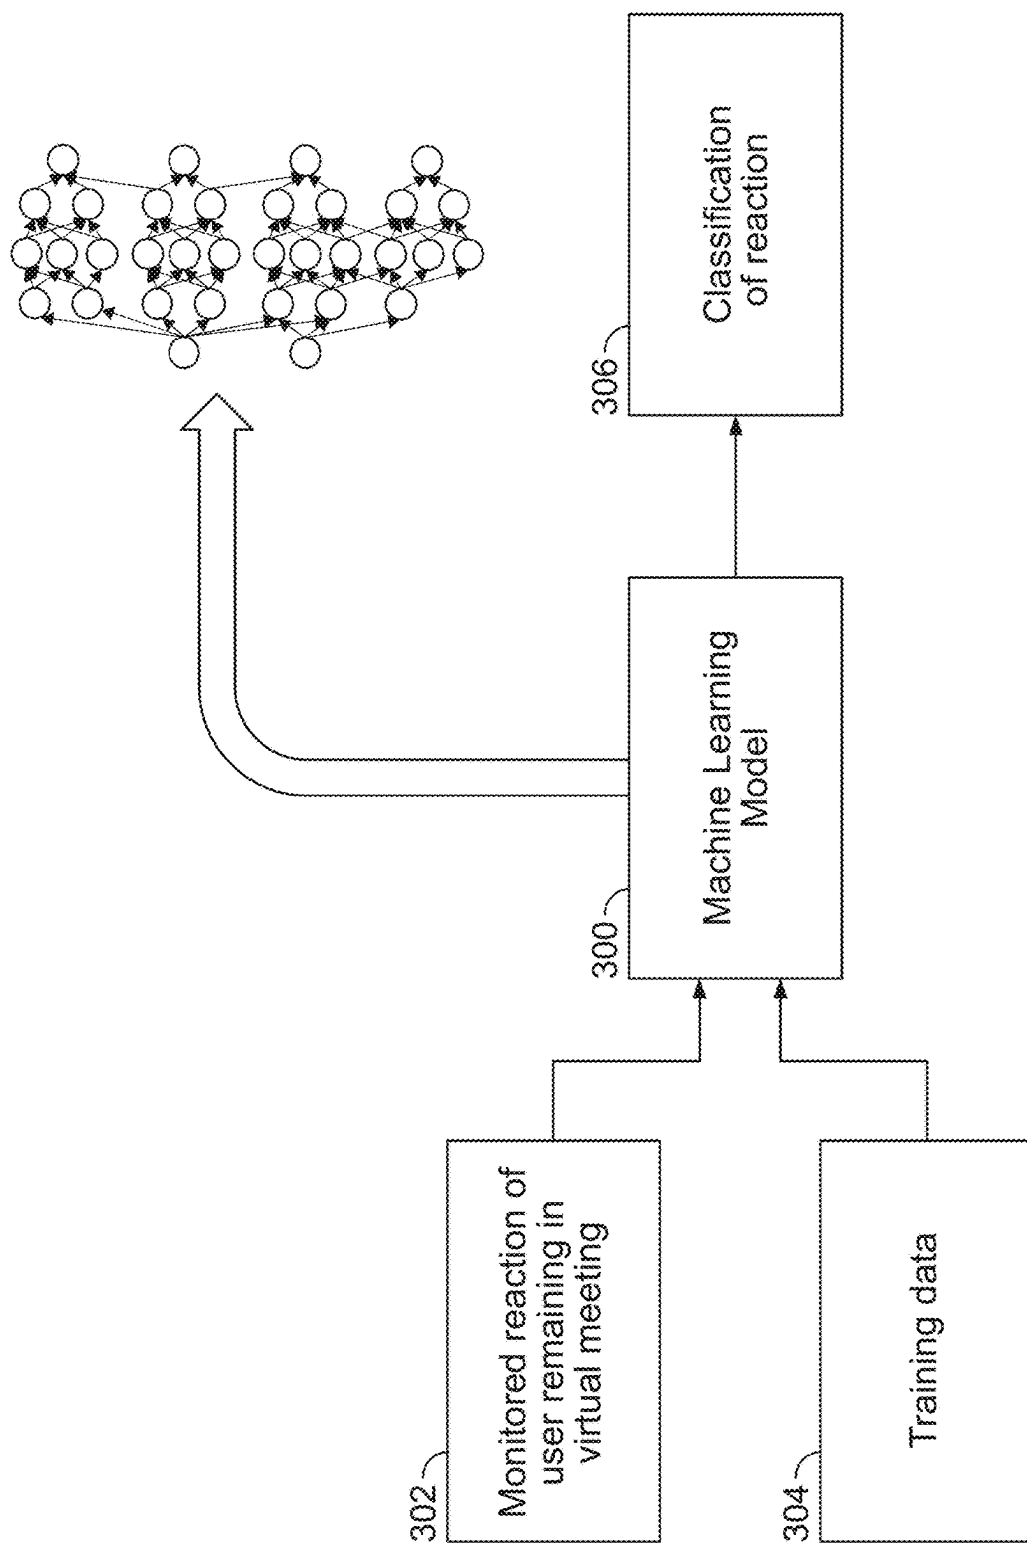 302
Monitored reaction of
user remaining in
virtual meeting
304
Training data
300
Machine Learning
Model
306
Classification
of reaction